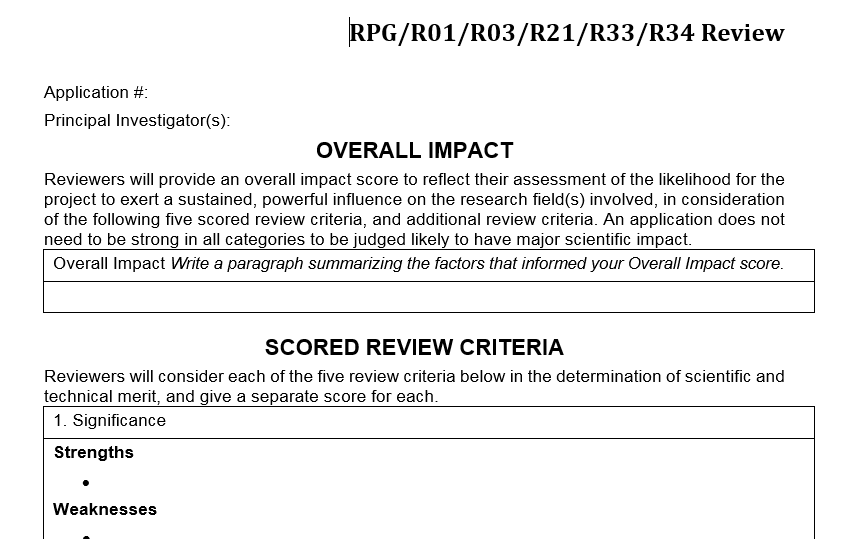 RPG/R01/R03/R21/R33/R34 Review
Application #:
Principal Investigator(s):
OVERALL IMPACT
Reviewers will provide an overall impact score to reflect their assessment of the likelihood for the
project to exert a sustained, powerful influence on the research field(s) involved, in consideration
of the following five scored review criteria, and additional review criteria. An application does not
need to be strong in all categories to be judged likely to have major scientific impact.
Overall Impact Write a paragraph summarizing the factors that informed your Overall Impact score.
SCORED REVIEW CRITERIA
Reviewers will consider each of the five review criteria below in the determination of scientific and
technical merit, and give a separate score for each.
1. Significance
Strengths
•
Weaknesses
•